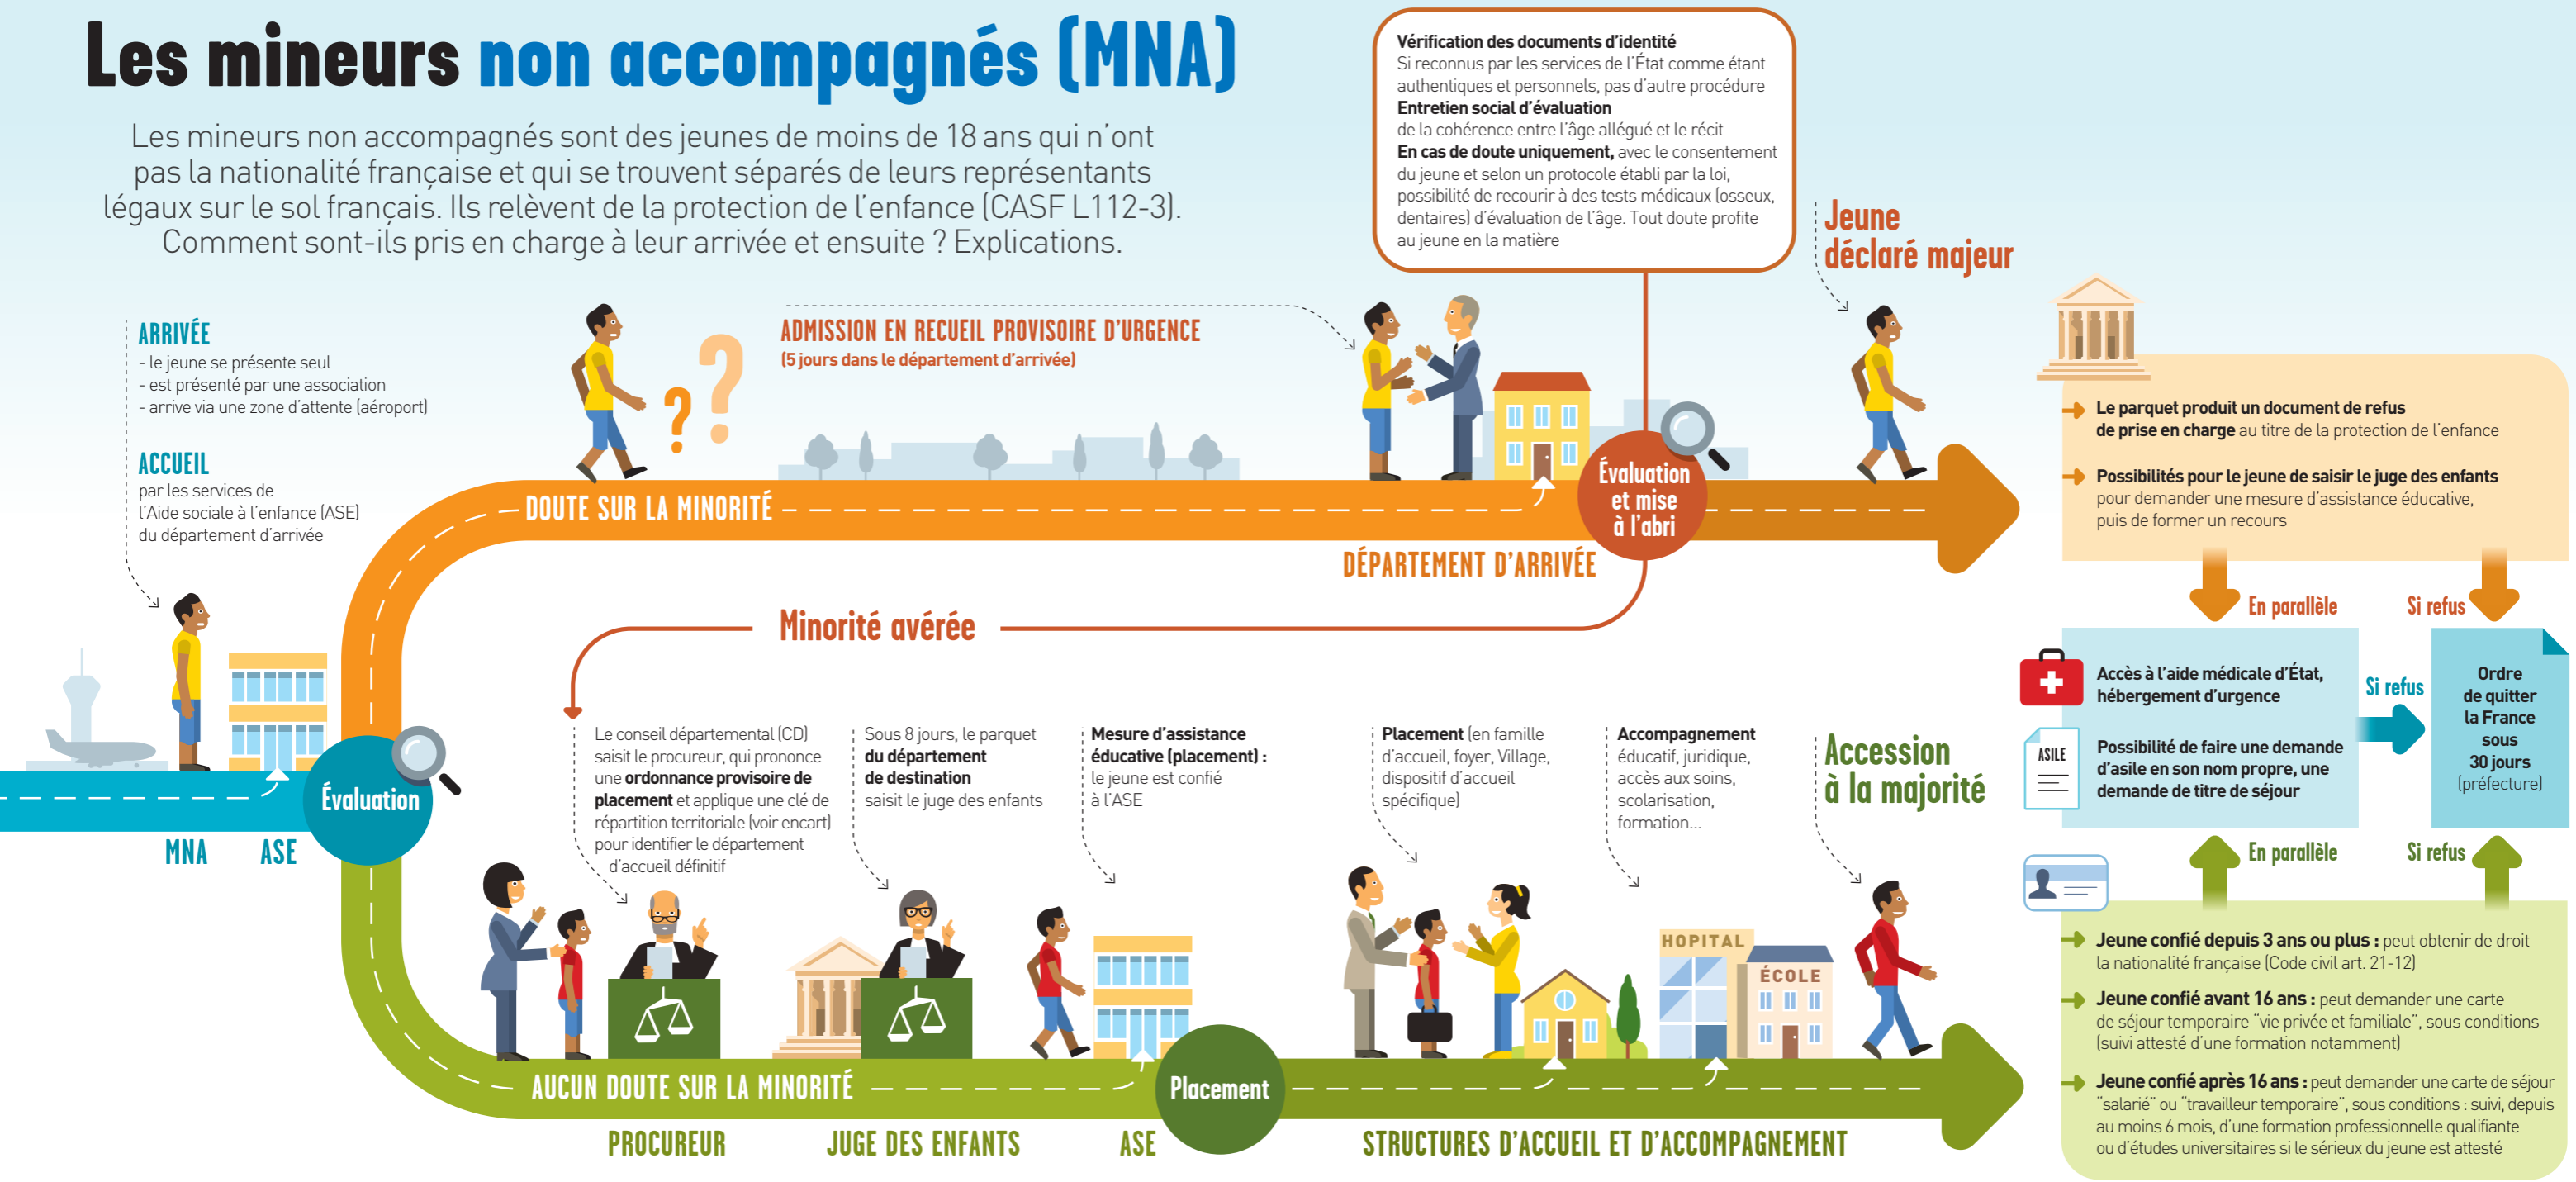 Les mineurs non accompagnés (MNA)
Les mineurs non accompagnés sont des jeunes de moins de 18 ans qui n'ont
pas la nationalité française et qui se trouvent séparés de leurs représentants
légaux sur le sol français. Ils relèvent de la protection de l'enfance (CASF L112-3).
Comment sont-ils pris en charge à leur arrivée et ensuite ? Explications.
ARRIVÉE
- le jeune se présente seul
- est présenté par une association
- arrive via une zone d'attente (aéroport)
ACCUEIL
par les services de
l'Aide sociale à l'enfance (ASE)
du département d'arrivée
MNA
ASE
Évaluation
DOUTE SUR LA MINORITÉ
ADMISSION EN RECUEIL PROVISOIRE D'URGENCE
(5 jours dans le département d'arrivée)
Vérification des documents d'identité
Si reconnus par les services de l'État comme étant
authentiques et personnels, pas d'autre procédure
Entretien social d'évaluation
de la cohérence entre l'âge allégué et le récit
En cas de doute uniquement, avec le consentement
du jeune et selon un protocole établi par la loi,
possibilité de recourir à des tests médicaux (osseux,
dentaires) d'évaluation de l'âge. Tout doute profite
au jeune en la matière
Évaluation
et mise
à l'abri
DÉPARTEMENT D'ARRIVÉE
Jeune
déclaré majeur
Le parquet produit un document de refus
de prise en charge au titre de la protection de l'enfance
Possibilités pour le jeune de saisir le juge des enfants
pour demander une mesure d'assistance éducative,
puis de former un recours
En parallèle
Si refus
Minorité avérée
Le conseil départemental (CD)
saisit le procureur, qui prononce
une ordonnance provisoire de
placement et applique une clé de
répartition territoriale (voir encart)
pour identifier le département
d'accueil définitif
Sous 8 jours, le parquet
du département
de destination
saisit le juge des enfants
Mesure d'assistance
éducative (placement) :
le jeune est confié
à l'ASE
Placement (en famille
d'accueil, foyer, Village,
dispositif d'accueil
spécifique)
Accompagnement
éducatif, juridique,
accès aux soins,
scolarisation,
formation...
Accession
à la majorité
Accès à l'aide médicale d'État,
hébergement d'urgence
ASILE
Possibilité de faire une demande
d'asile en son nom propre, une
demande de titre de séjour
Si refus
Ordre
de quitter
la France
sous
30 jours
(préfecture)
En parallèle
Si refus
HOPITAL
ÉCOLE
AUCUN DOUTE SUR LA MINORITÉ
Placement
PROCUREUR
JUGE DES ENFANTS
ASE
STRUCTURES D'ACCUEIL ET D'ACCOMPAGNEMENT
Jeune confié depuis 3 ans ou plus : peut obtenir de droit
la nationalité française (Code civil art. 21-12)
Jeune confié avant 16 ans : peut demander une carte
de séjour temporaire "vie privée et familiale", sous conditions
(suivi attesté d'une formation notamment)
Jeune confié après 16 ans : peut demander une carte de séjour
"salarié" ou "travailleur temporaire", sous conditions : suivi, depuis
au moins 6 mois, d'une formation professionnelle qualifiante
ou d'études universitaires si le sérieux du jeune est attesté